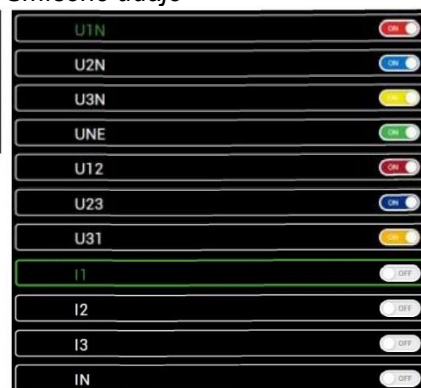 U1N ON
U2N ON
U3N ON
UNE ON
U12 ON
U23 ON
U31 ON
I1 OFF
I2 OFF
I3 OFF
IN OFF